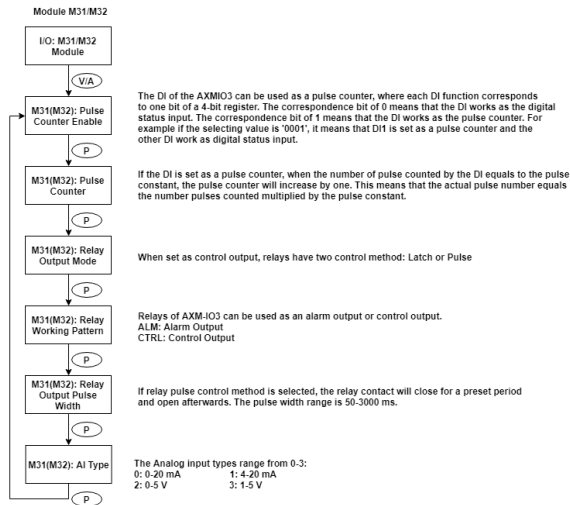 Module M31/M32
I/O: M31/M32
Module
V/A
M31(M32): Pulse
Counter Enable
The DI of the AXMIO3 can be used as a pulse counter, where each DI function corresponds
to one bit of a 4-bit register. The correspondence bit of 0 means that the DI works as the digital
status input. The correspondence bit of 1 means that the DI works as the pulse counter. For
example if the selecting value is '0001', it means that DI1 is set as a pulse counter and the
other DI work as digital status input.
P
M31(M32): Pulse
Counter
If the DI is set as a pulse counter, when the number of pulse counted by the DI equals to the pulse
constant, the pulse counter will increase by one. This means that the actual pulse number equals
the number pulses counted multiplied by the pulse constant.
P
M31(M32): Relay
Output Mode
When set as control output, relays have two control method: Latch or Pulse
P
M31(M32): Relay
Working Pattern
Relays of AXM-IO3 can be used as an alarm output or control output.
ALM: Alarm Output
CTRL: Control Output
P
M31(M32): Relay
Output Pulse
Width
If relay pulse control method is selected, the relay contact will close for a preset period
and open afterwards. The pulse width range is 50-3000 ms.
P
M31(M32): AI Type
The Analog input types range from 0-3:
0: 0-20 mA 1: 4-20 mA
2: 0-5 V 3: 1-5 V
P